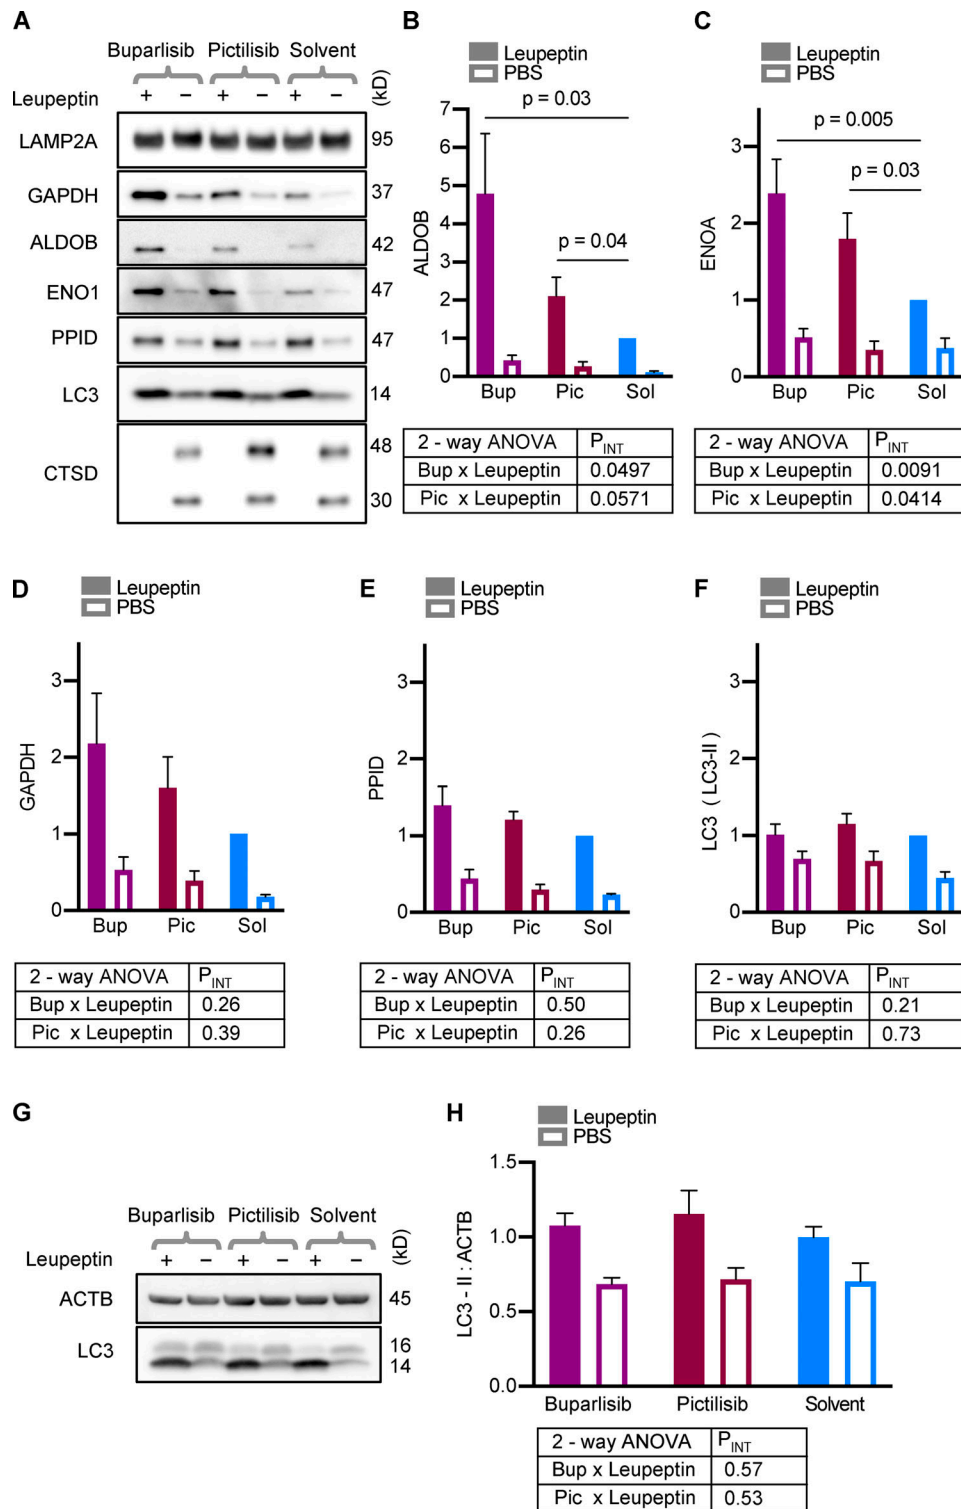 A
Buparlisib Pictilisib Solvent
Leupeptin + − + − + − (kD)
LAMP2A 95
GAPDH 37
ALDOB 42
ENO1 47
PPID 47
LC3 14
CTSD 48
30
B
Leupeptin
PBS
p = 0.03
p = 0.04
ALDOB
7
6
5
4
3
2
1
0
Bup Pic Sol
2 - way ANOVA PINT
Bup x Leupeptin 0.0497
Pic x Leupeptin 0.0571
C
Leupeptin
PBS
p = 0.005
p = 0.03
ENOA
3
2
1
0
Bup Pic Sol
2 - way ANOVA PINT
Bup x Leupeptin 0.0091
Pic x Leupeptin 0.0414
D
Leupeptin
PBS
GAPDH
3
2
1
0
Bup Pic Sol
2 - way ANOVA PINT
Bup x Leupeptin 0.26
Pic x Leupeptin 0.39
E
Leupeptin
PBS
PPID
3
2
1
0
Bup Pic Sol
2 - way ANOVA PINT
Bup x Leupeptin 0.50
Pic x Leupeptin 0.26
F
Leupeptin
PBS
LC3 ( LC3-II )
3
2
1
0
Bup Pic Sol
2 - way ANOVA PINT
Bup x Leupeptin 0.21
Pic x Leupeptin 0.73
G
Buparlisib Pictilisib Solvent
Leupeptin + − + − + − (kD)
ACTB 45
LC3 16
14
H
Leupeptin
PBS
LC3 - II : ACTB
1.5
1.0
0.5
0.0
Buparlisib Pictilisib Solvent
2 - way ANOVA PINT
Bup x Leupeptin 0.57
Pic x Leupeptin 0.53